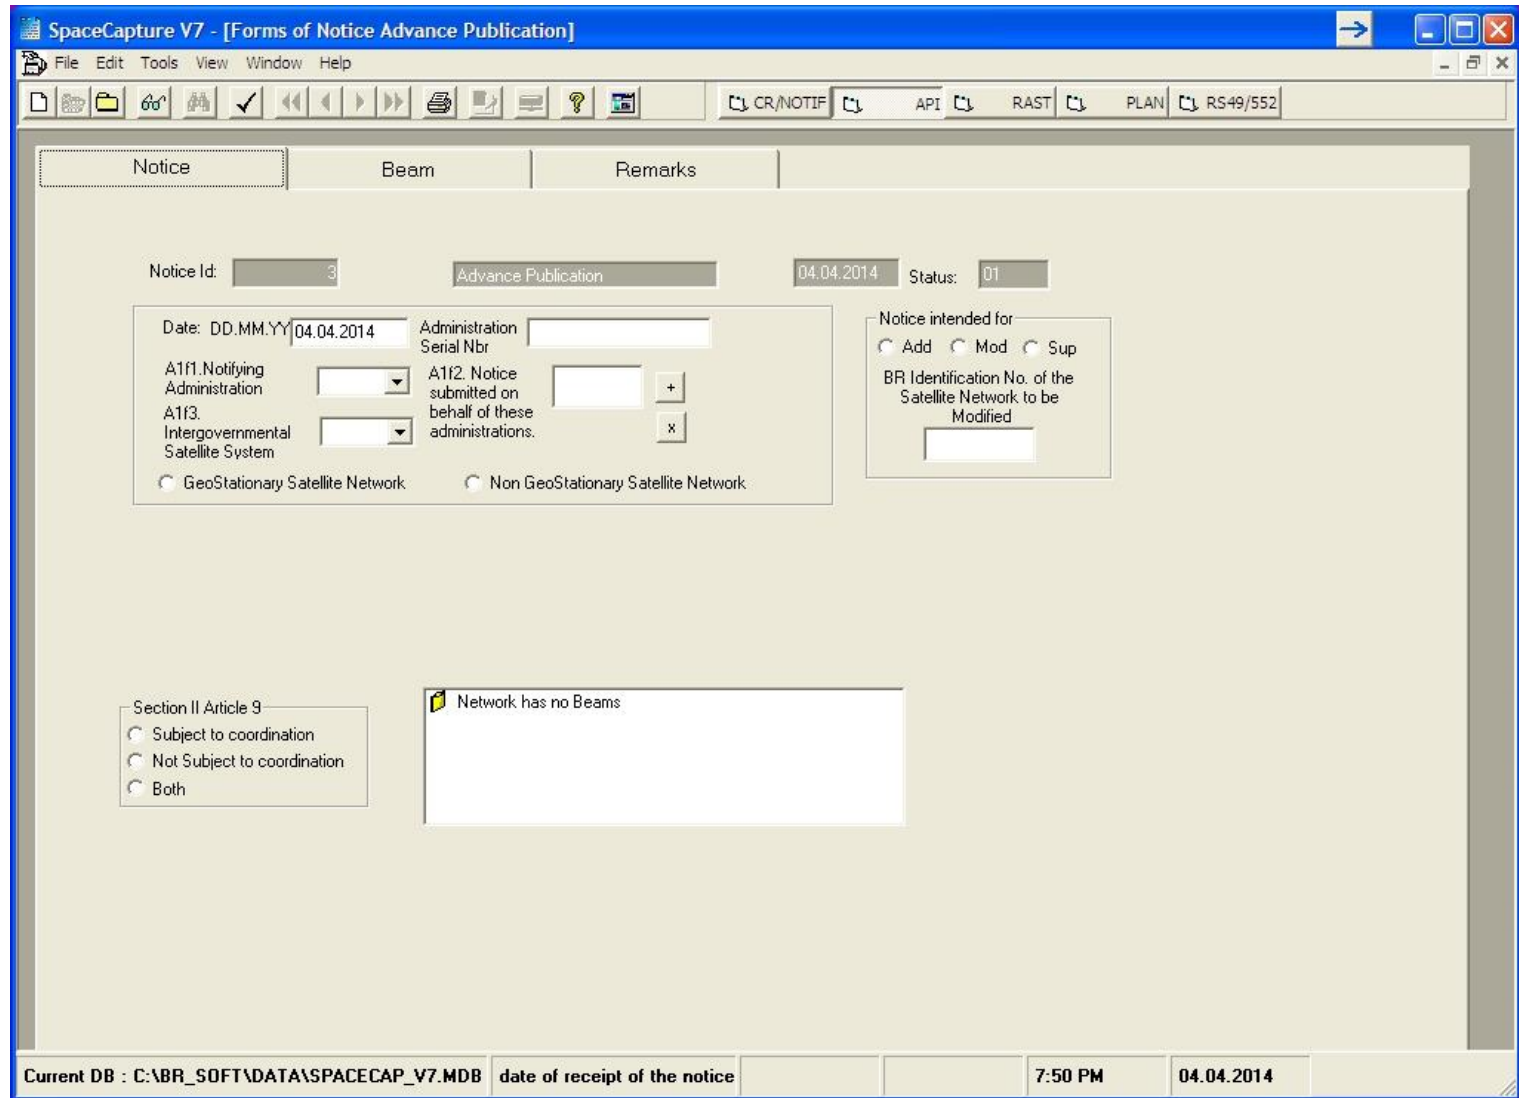 SpaceCapture V7 - [Forms of Notice Advance Publication]
File Edit Tools View Window Help
CR/NOTIF API RAST PLAN RS49/552
Notice Beam Remarks
Notice Id: 3 Advance Publication 04.04.2014 Status: 01
Date: DD.MM.YY 04.04.2014
Administration
Serial Nbr
A1f1.Notifying
Administration
A1f2. Notice
submitted on
behalf of these
administrations.
+
x
A1f3.
Intergovernmental
Satellite System
GeoStationary Satellite Network Non GeoStationary Satellite Network
Notice intended for
Add Mod Sup
BR Identification No. of the
Satellite Network to be
Modified
Section II Article 9
Subject to coordination
Not Subject to coordination
Both
Network has no Beams
Current DB : C:\BR_SOFT\DATA\SPACECAP_V7.MDB date of receipt of the notice 7:50 PM 04.04.2014